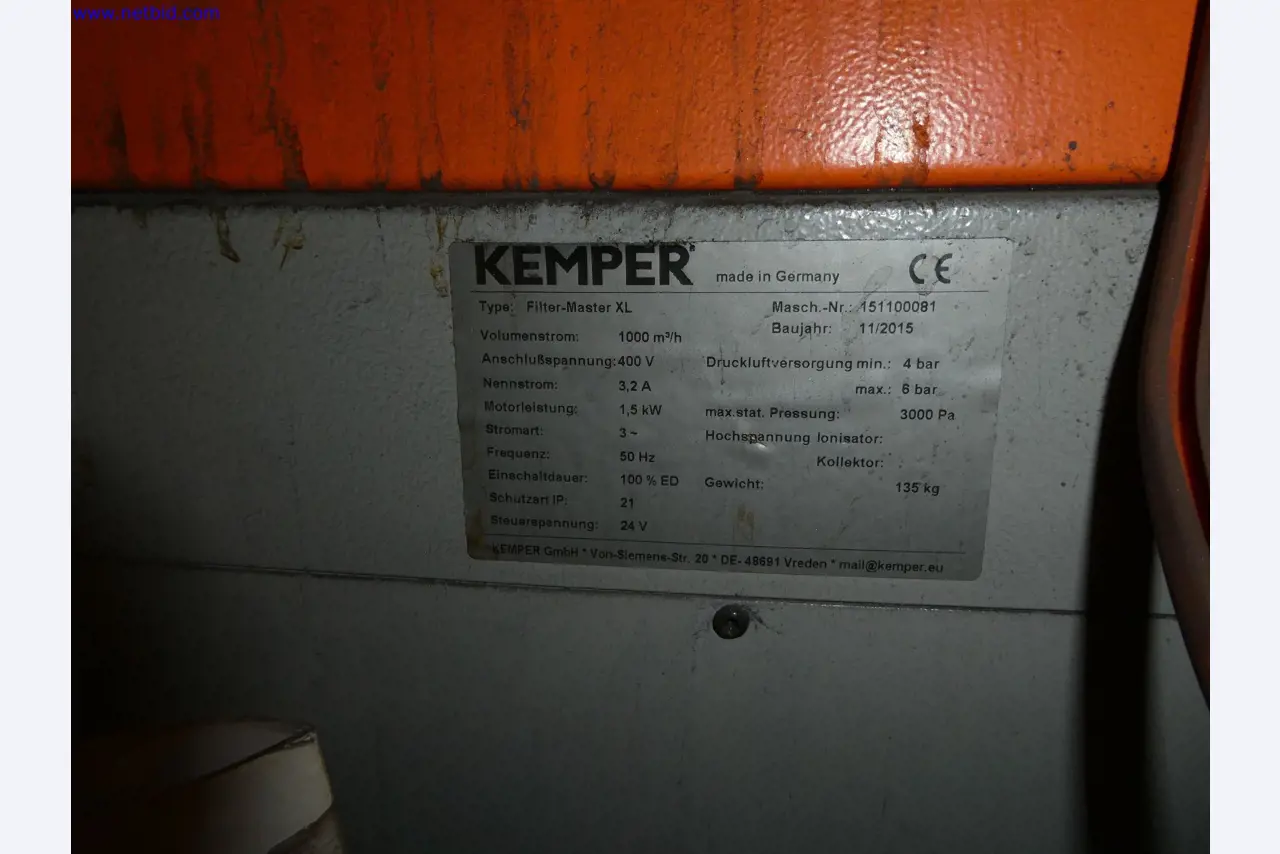 www.netbid.com
KEMPER made in Germany CE
Type: Filter-Master XL Masch.-Nr.: 151100081
Baujahr: 11/2015
Volumenstrom: 1000 m³/h
Anschlußspannung: 400 V Druckluftversorgung min.: 4 bar
Nennstrom: 3,2 A max.: 6 bar
Motorleistung: 1,5 kW max.stat. Pressung: 3000 Pa
Stromart: 3 ~ Hochspannung Ionisator:
Frequenz: 50 Hz Kollektor:
Einschaltdauer: 100 % ED Gewicht: 135 kg
Schutzart IP: 21
Steuerspannung: 24 V
KEMPER GmbH * Von-Siemens-Str. 20 * DE- 48691 Vreden * mail@kemper.eu